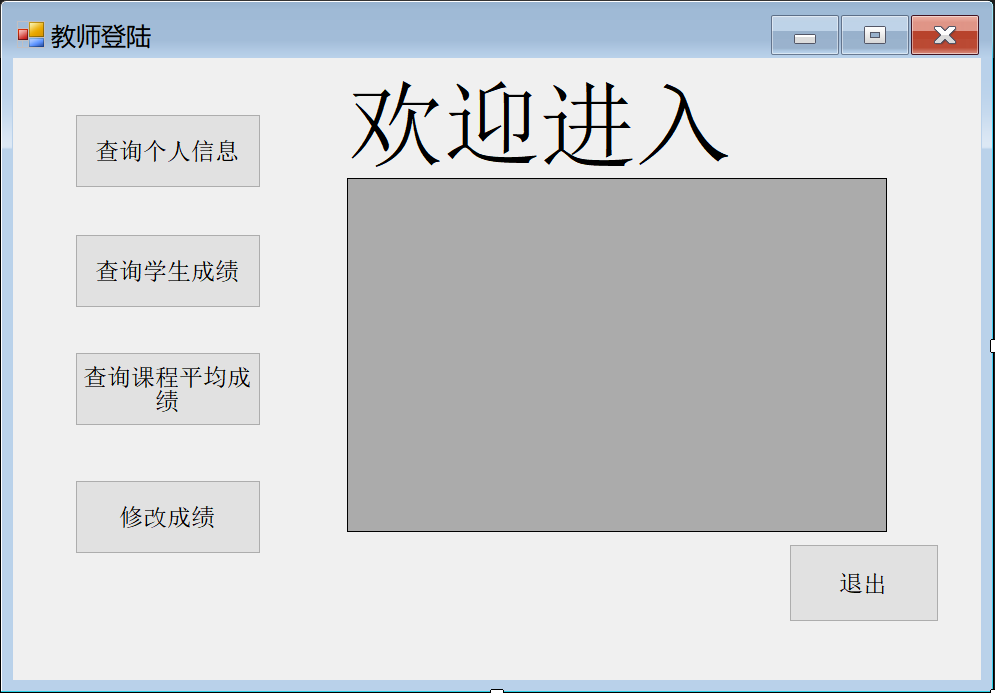 教师登陆
欢迎进入
查询个人信息
查询学生成绩
查询课程平均成
绩
修改成绩
退出